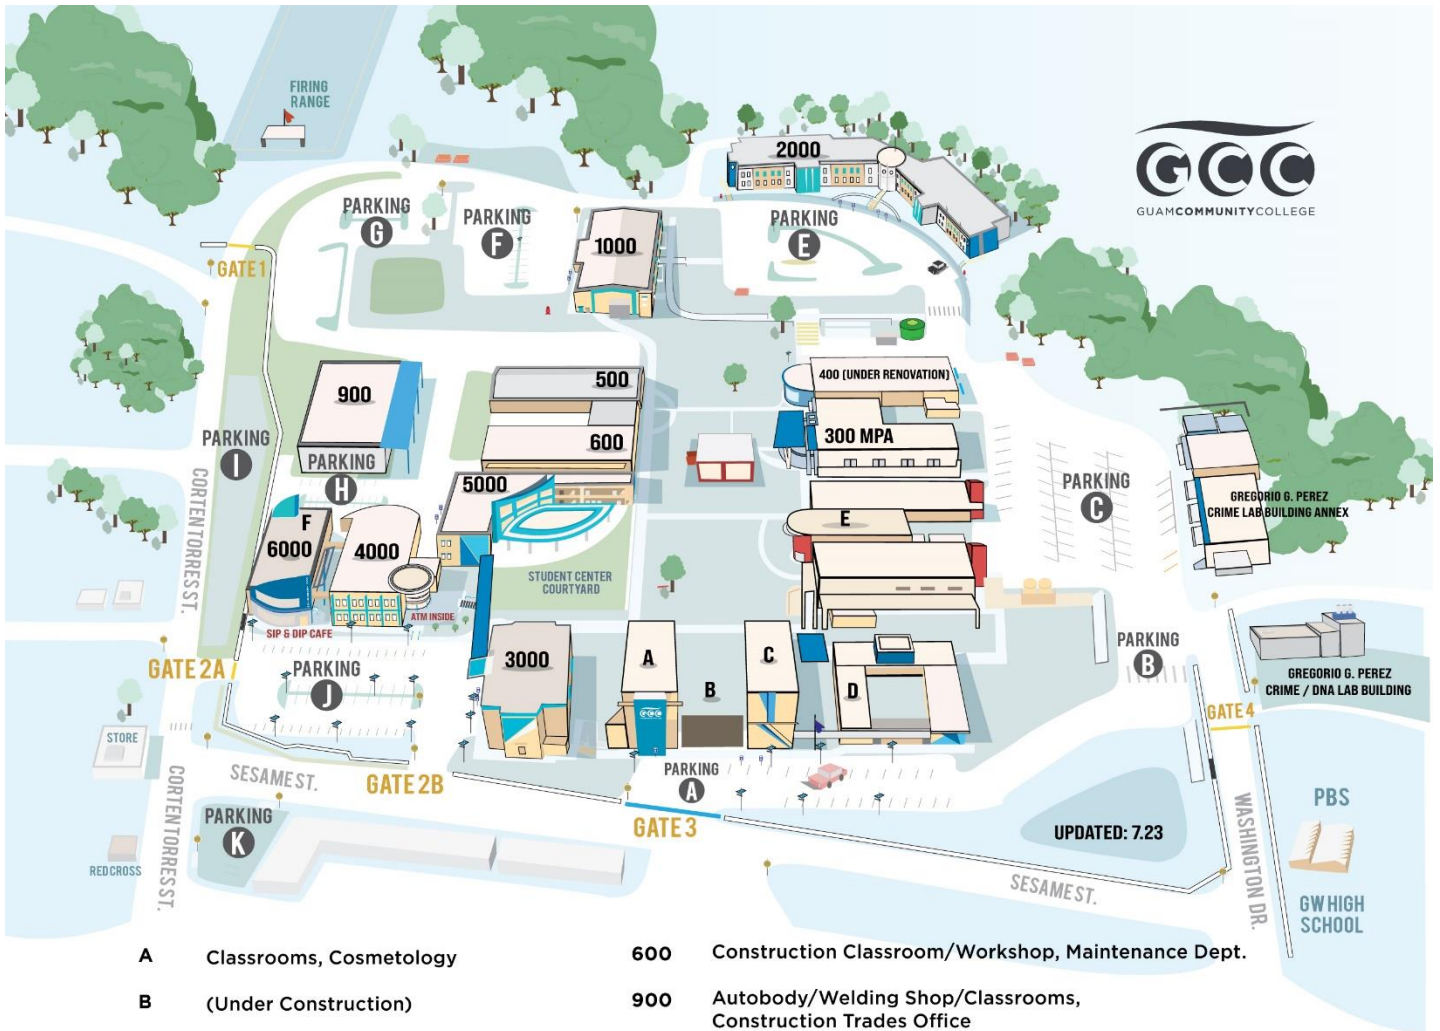 FIRING
RANGE
2000
GCC
GUAMCOMMUNITYCOLLEGE
PARKING
G
PARKING
F
1000
PARKING
E
GATE 1
900
500
400 (UNDER RENOVATION)
600
300 MPA
PARKING
I
PARKING
H
5000
PARKING
C
GREGORIO G. PEREZ
CRIME LAB BUILDING ANNEX
F
6000
4000
E
CORTENTORRES ST.
STUDENT CENTER
COURTYARD
SIP & DIP CAFE
ATM INSIDE
PARKING
B
GATE 2A
PARKING
J
3000
A
GCC
B
C
D
GREGORIO G. PEREZ
CRIME / DNA LAB BUILDING
GATE 4
STORE
SESAME ST.
GATE 2B
PARKING
A
CORTENTORRES ST.
PARKING
K
GATE 3
UPDATED: 7.23
PBS
WASHINGTON DR.
RED CROSS
SESAME ST.
GW HIGH
SCHOOL
A Classrooms, Cosmetology
600 Construction Classroom/Workshop, Maintenance Dept.
B (Under Construction)
900 Autobody/Welding Shop/Classrooms,
Construction Trades Office